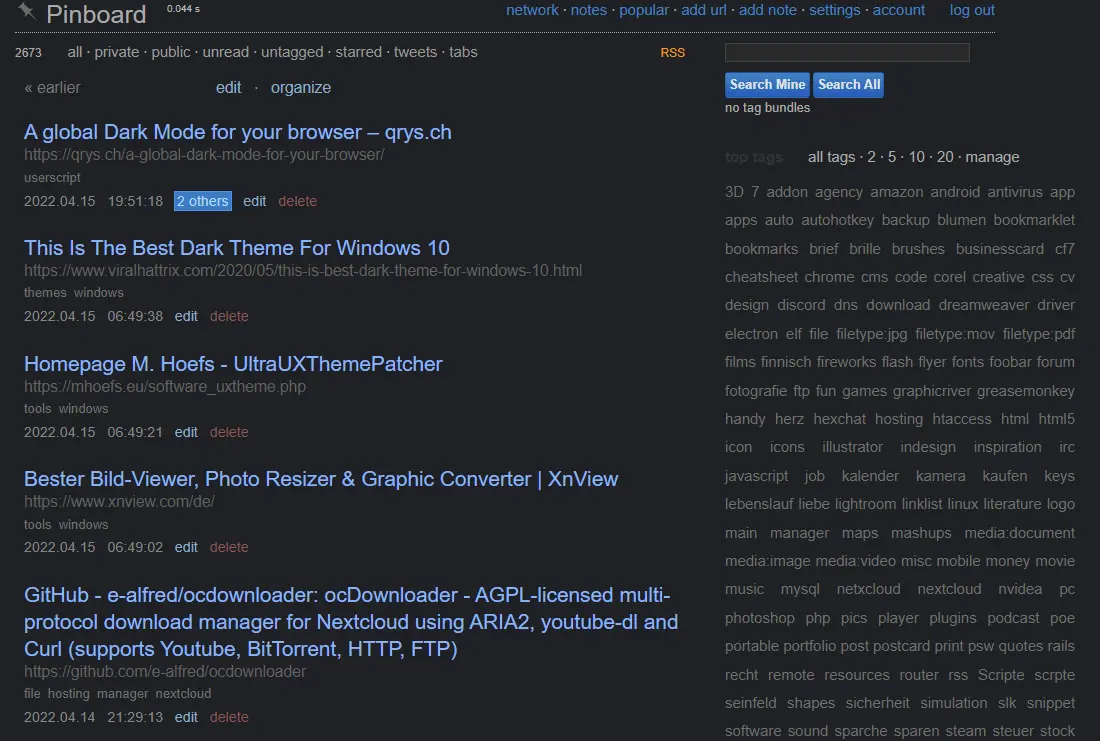 Pinboard 0.044 s
network · notes · popular · add url · add note · settings · account log out
2673 all · private · public · unread · untagged · starred · tweets · tabs RSS
« earlier edit · organize
A global Dark Mode for your browser – qrys.ch
https://qrys.ch/a-global-dark-mode-for-your-browser/
userscript
2022.04.15 19:51:18 2 others edit delete
This Is The Best Dark Theme For Windows 10
https://www.viralhattrix.com/2020/05/this-is-best-dark-theme-for-windows-10.html
themes windows
2022.04.15 06:49:38 edit delete
Homepage M. Hoefs - UltraUXThemePatcher
https://mhoefs.eu/software_uxtheme.php
tools windows
2022.04.15 06:49:21 edit delete
Bester Bild-Viewer, Photo Resizer & Graphic Converter | XnView
https://www.xnview.com/de/
tools windows
2022.04.15 06:49:02 edit delete
GitHub - e-alfred/ocdownloader: ocDownloader - AGPL-licensed multi-
protocol download manager for Nextcloud using ARIA2, youtube-dl and
Curl (supports Youtube, BitTorrent, HTTP, FTP)
https://github.com/e-alfred/ocdownloader
file hosting manager nextcloud
2022.04.14 21:29:13 edit delete
Search Mine Search All
no tag bundles
top tags all tags · 2 · 5 · 10 · 20 · manage
3D 7 addon agency amazon android antivirus app
apps auto autohotkey backup blumen bookmarklet
bookmarks brief brille brushes businesscard cf7
cheatsheet chrome cms code corel creative css cv
design discord dns download dreamweaver driver
electron elf file filetype:jpg filetype:mov filetype:pdf
films finnisch fireworks flash flyer fonts foobar forum
fotografie ftp fun games graphicriver greasemonkey
handy herz hexchat hosting htaccess html html5
icon icons illustrator indesign inspiration irc
javascript job kalender kamera kaufen keys
lebenslauf liebe lightroom linklist linux literature logo
main manager maps mashups media:document
media:image media:video misc mobile money movie
music mysql netxcloud nextcloud nvidea pc
photoshop php pics player plugins podcast poe
portable portfolio post postcard print psw quotes rails
recht remote resources router rss Scripte scrpte
seinfeld shapes sicherheit simulation slk snippet
software sound sparche sparen steam steuer stock